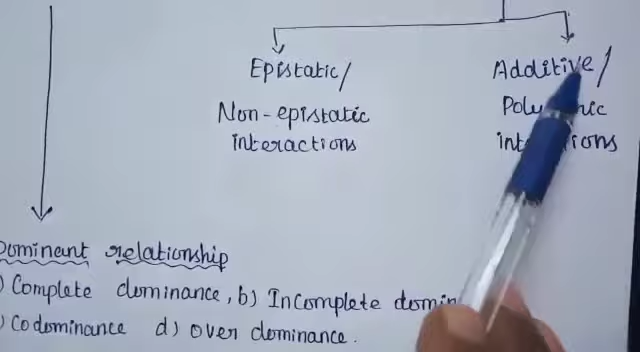 Epistatic/
Non-epistatic
interactions
Additive/
Dominant relationship
) Complete dominance, b) Incomplete
) Codominance d) over dominance.